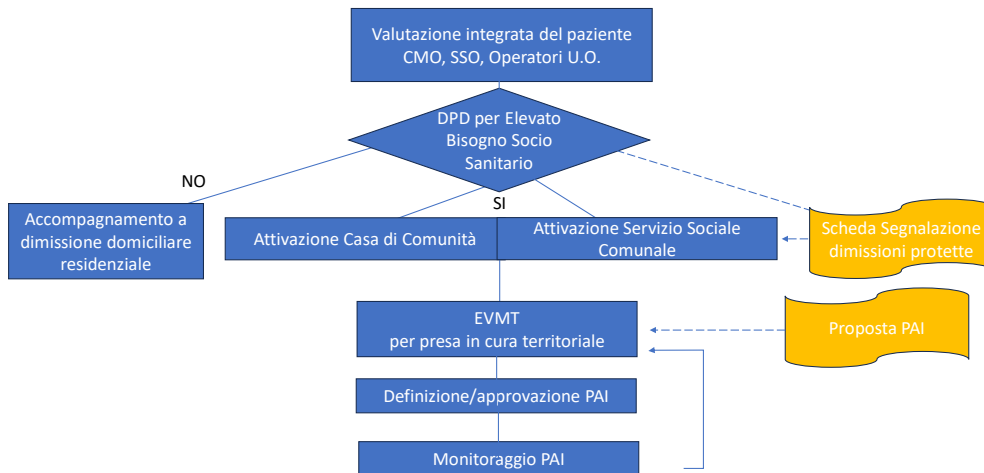 Valutazione integrata del paziente
CMO, SSO, Operatori U.O.
DPD per Elevato
Bisogno Socio
Sanitario
NO
SI
Accompagnamento a
dimissione domiciliare
residenziale
Attivazione Casa di Comunità
Attivazione Servizio Sociale
Comunale
Scheda Segnalazione
dimissioni protette
EVMT
per presa in cura territoriale
Proposta PAI
Definizione/approvazione PAI
Monitoraggio PAI